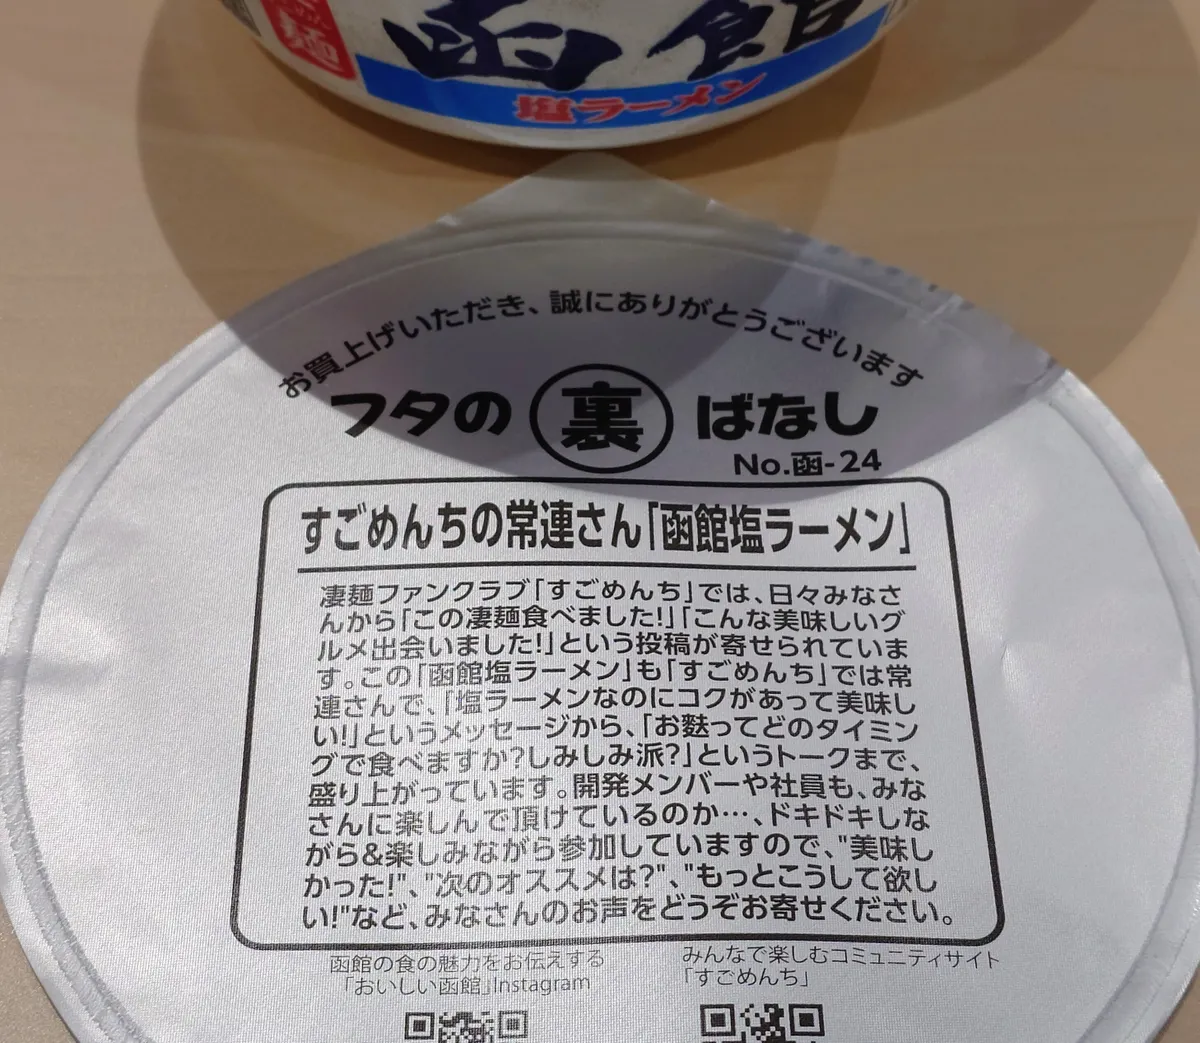 麺
函館
塩ラーメン
お買上げいただき、誠にありがとうございます
フタの裏ばなし
No.函-24
すごめんちの常連さん「函館塩ラーメン」
凄麺ファンクラブ「すごめんち」では、日々みなさ
んから「この凄麺食べました!」「こんな美味しいグ
ルメ出会いました!」という投稿が寄せられていま
す。この「函館塩ラーメン」も「すごめんち」では常
連さんで、「塩ラーメンなのにコクがあって美味し
い!」というメッセージから、「お麩ってどのタイミン
グで食べますか?しみしみ派?」というトークまで、
盛り上がっています。開発メンバーや社員も、みな
さんに楽しんで頂けているのか…、ドキドキしな
がら&楽しみながら参加していますので、"美味し
かった!"、"次のオススメは?"、"もっとこうして欲し
い!"など、みなさんのお声をどうぞお寄せください。
函館の食の魅力をお伝えする
「おいしい函館」Instagram
みんなで楽しむコミュニティサイト
「すごめんち」